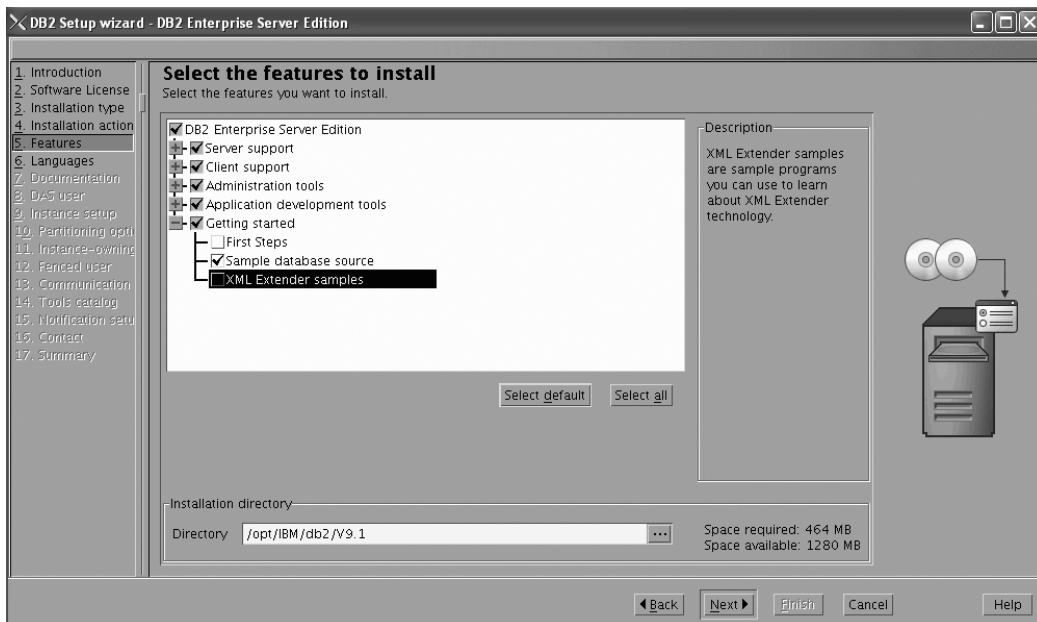 DB2 Setup wizard - DB2 Enterprise Server Edition
1. Introduction
2. Software License
3. Installation type
4. Installation action
5. Features
6. Languages
7. Documentation
8. DAS user
9. Instance setup
10. Partitioning opti
11. Instance-owning
12. Fenced user
13. Communication
14. Tools catalog
15. Notification setu
16. Contact
17. Summary
Select the features to install
Select the features you want to install.
DB2 Enterprise Server Edition
Server support
Client support
Administration tools
Application development tools
Getting started
First Steps
Sample database source
XML Extender samples
Select default
Select all
Description
XML Extender samples
are sample programs
you can use to learn
about XML Extender
technology.
Installation directory
Directory
/opt/IBM/db2/V9.1
...
Space required: 464 MB
Space available: 1280 MB
Back
Next
Finish
Cancel
Help